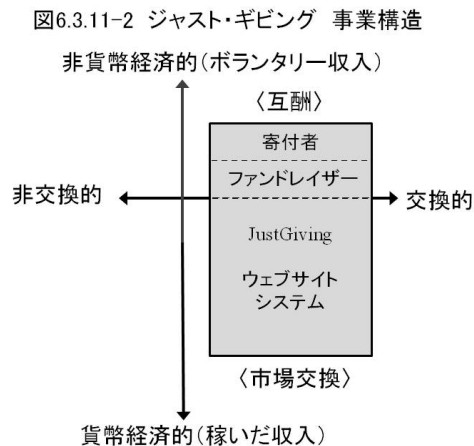 図6.3.11-2 ジャスト・ギビング 事業構造
非貨幣経済的(ボランタリー収入)
〈互酬〉
寄付者
ファンドレイザー
非交換的
交換的
JustGiving
ウェブサイト
システム
〈市場交換〉
貨幣経済的(稼いだ収入)